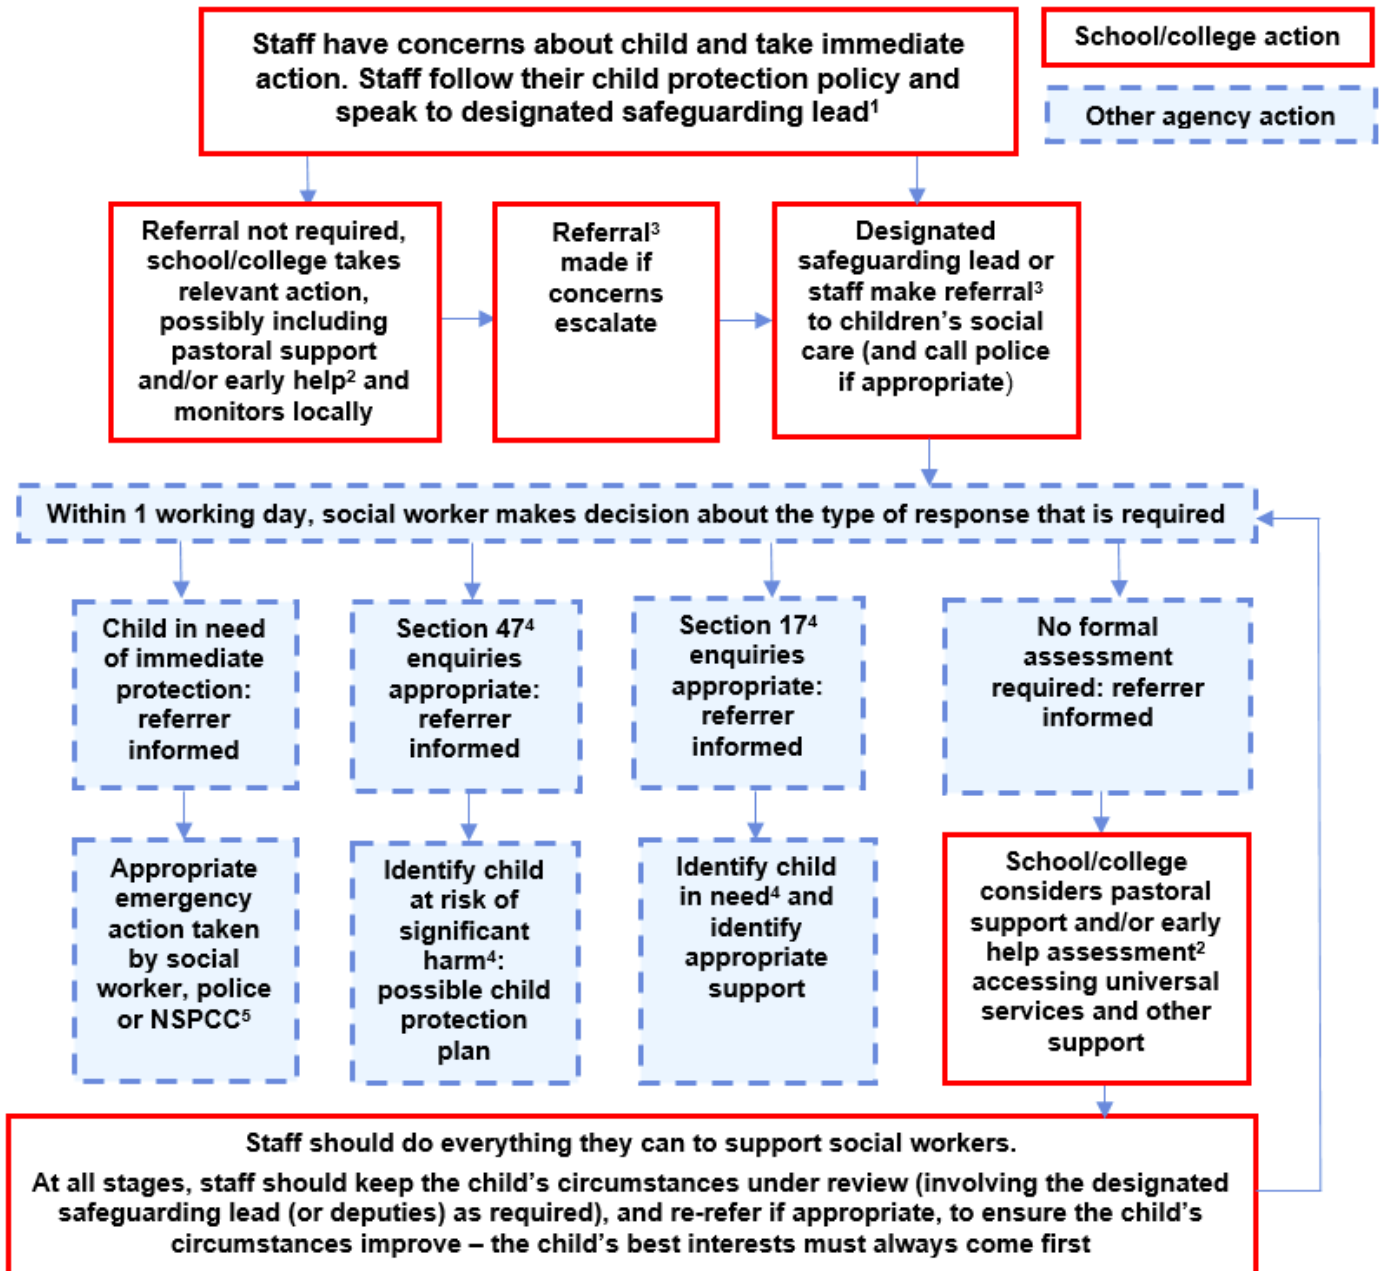 Staff have concerns about child and take immediate
action. Staff follow their child protection policy and
speak to designated safeguarding lead¹
School/college action
Other agency action
Referral not required,
school/college takes
relevant action,
possibly including
pastoral support
and/or early help² and
monitors locally
Referral³
made if
concerns
escalate
Designated
safeguarding lead or
staff make referral³
to children’s social
care (and call police
if appropriate)
Within 1 working day, social worker makes decision about the type of response that is required
Child in need
of immediate
protection:
referrer
informed
Section 47⁴
enquiries
appropriate:
referrer
informed
Section 17⁴
enquiries
appropriate:
referrer
informed
No formal
assessment
required: referrer
informed
Appropriate
emergency
action taken
by social
worker, police
or NSPCC⁵
Identify child
at risk of
significant
harm⁴:
possible child
protection
plan
Identify child
in need⁴ and
identify
appropriate
support
School/college
considers pastoral
support and/or early
help assessment²
accessing universal
services and other
support
Staff should do everything they can to support social workers.
At all stages, staff should keep the child’s circumstances under review (involving the designated
safeguarding lead (or deputies) as required), and re-refer if appropriate, to ensure the child’s
circumstances improve – the child’s best interests must always come first